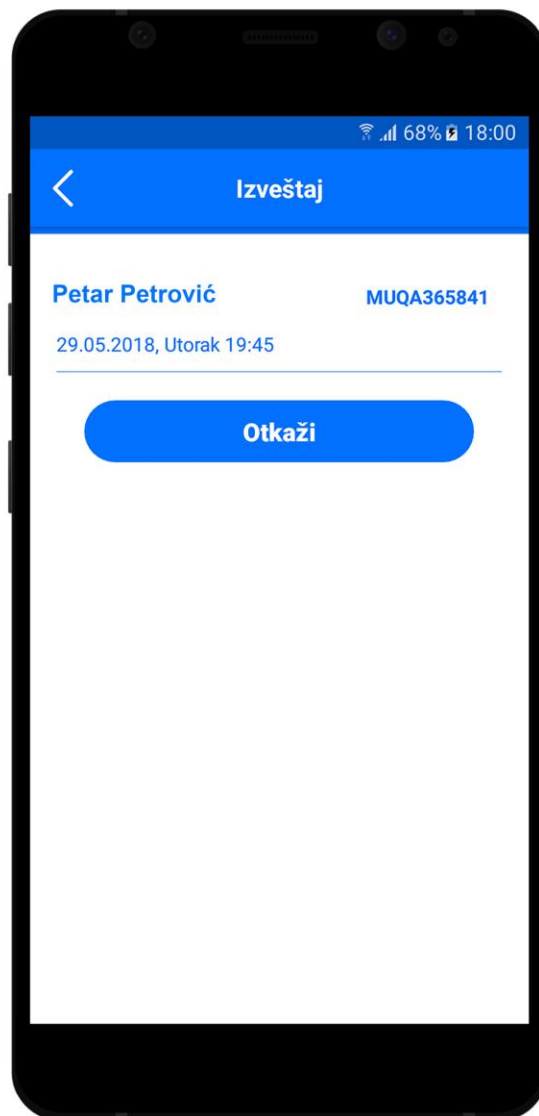 68% 18:00
Izveštaj
Petar Petrović MUQA365841
29.05.2018, Utorak 19:45
Otkaži